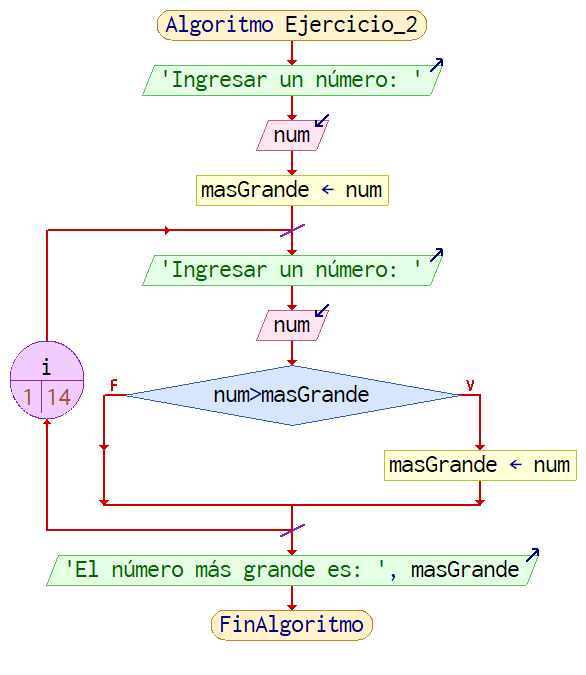 Algoritmo Ejercicio_2
'Ingresar un número: '
num
masGrande ← num
'Ingresar un número: '
num
i
1 14
F
num>masGrande
V
masGrande ← num
'El número más grande es: ', masGrande
FinAlgoritmo